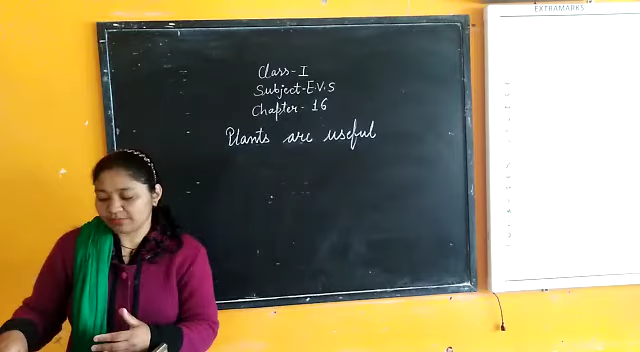 EXTRAMARKS
Class-I
Subject-E.V.S
Chapter-16
Plants are useful